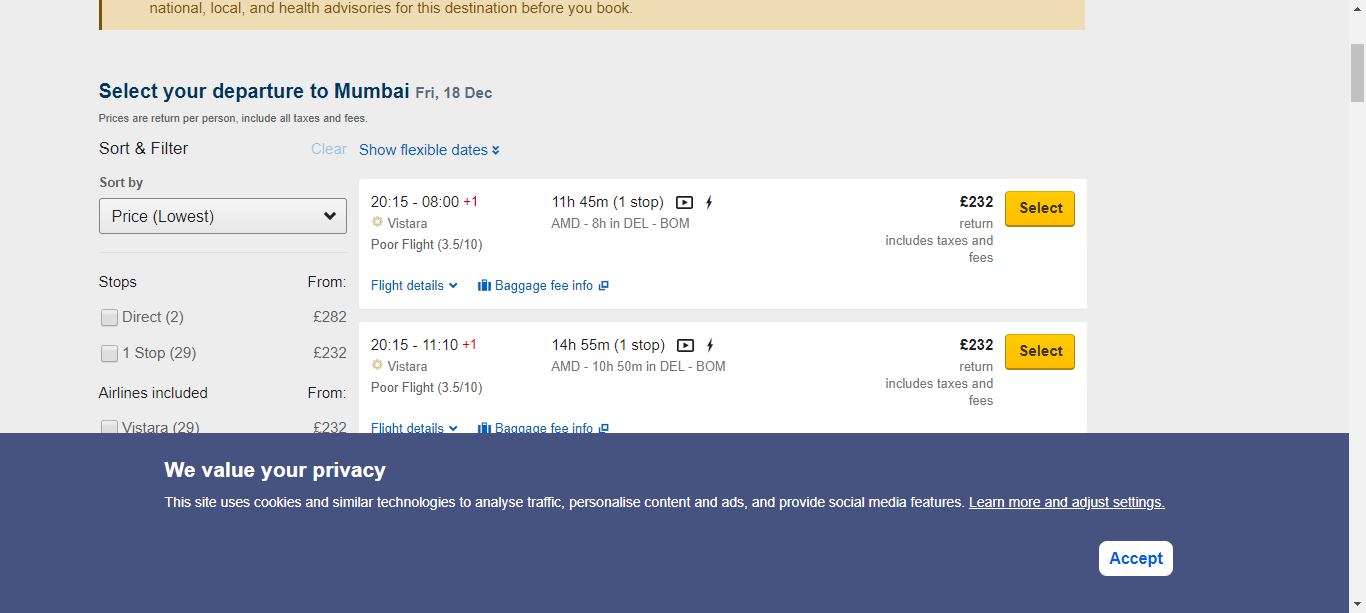 national, local, and health advisories for this destination before you book.
Select your departure to Mumbai Fri, 18 Dec
Prices are return per person, include all taxes and fees.
Sort & Filter Clear
Show flexible dates
Sort by
Price (Lowest)
Stops From:
Direct (2) £282
1 Stop (29) £232
Airlines included From:
Vistara (29) £232
20:15 - 08:00 +1 11h 45m (1 stop) £232 Select
Vistara AMD - 8h in DEL - BOM return
Poor Flight (3.5/10) includes taxes and
fees
Flight details Baggage fee info
20:15 - 11:10 +1 14h 55m (1 stop) £232 Select
Vistara AMD - 10h 50m in DEL - BOM return
Poor Flight (3.5/10) includes taxes and
fees
Flight details Baggage fee info
We value your privacy
This site uses cookies and similar technologies to analyse traffic, personalise content and ads, and provide social media features. Learn more and adjust settings.
Accept